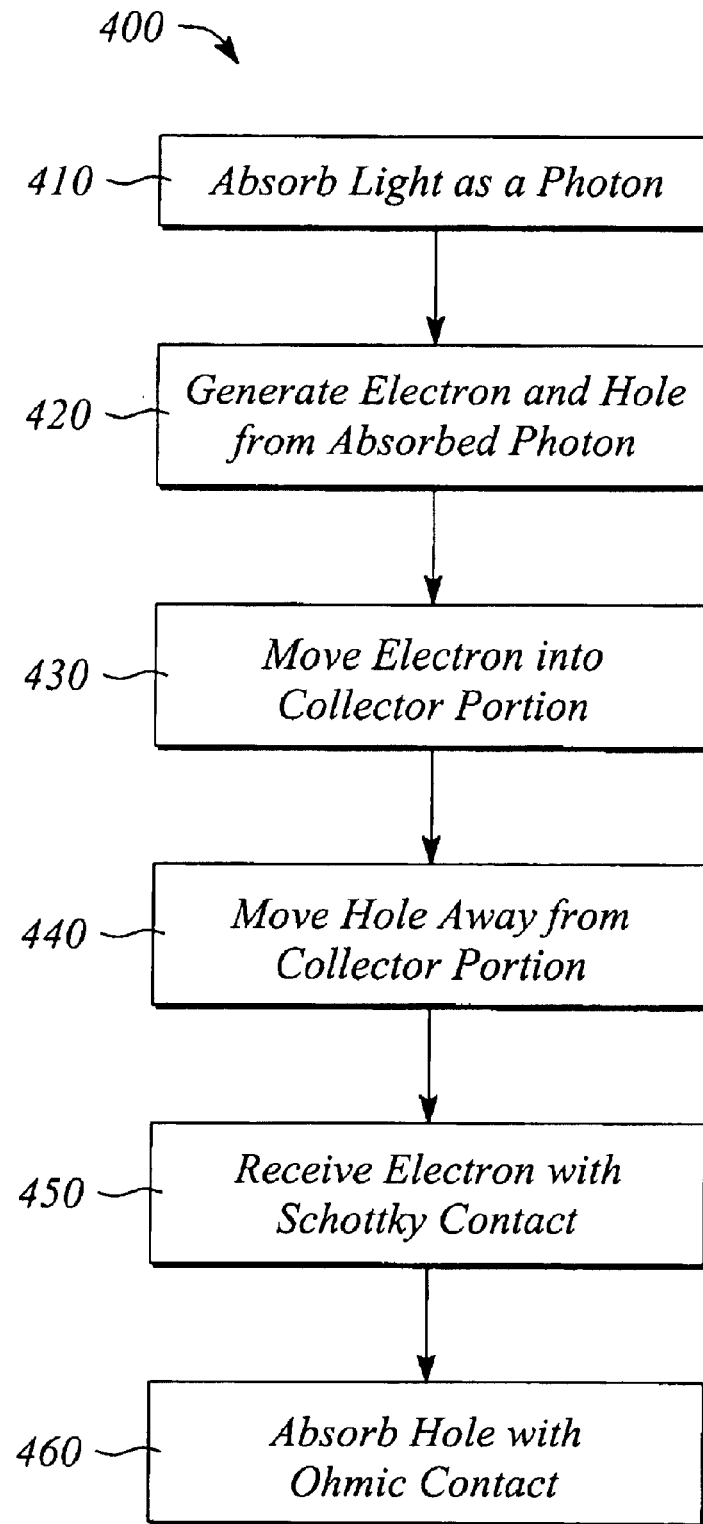 400
410
Absorb Light as a Photon
420
Generate Electron and Hole
from Absorbed Photon
430
Move Electron into
Collector Portion
440
Move Hole Away from
Collector Portion
450
Receive Electron with
Schottky Contact
460
Absorb Hole with
Ohmic Contact